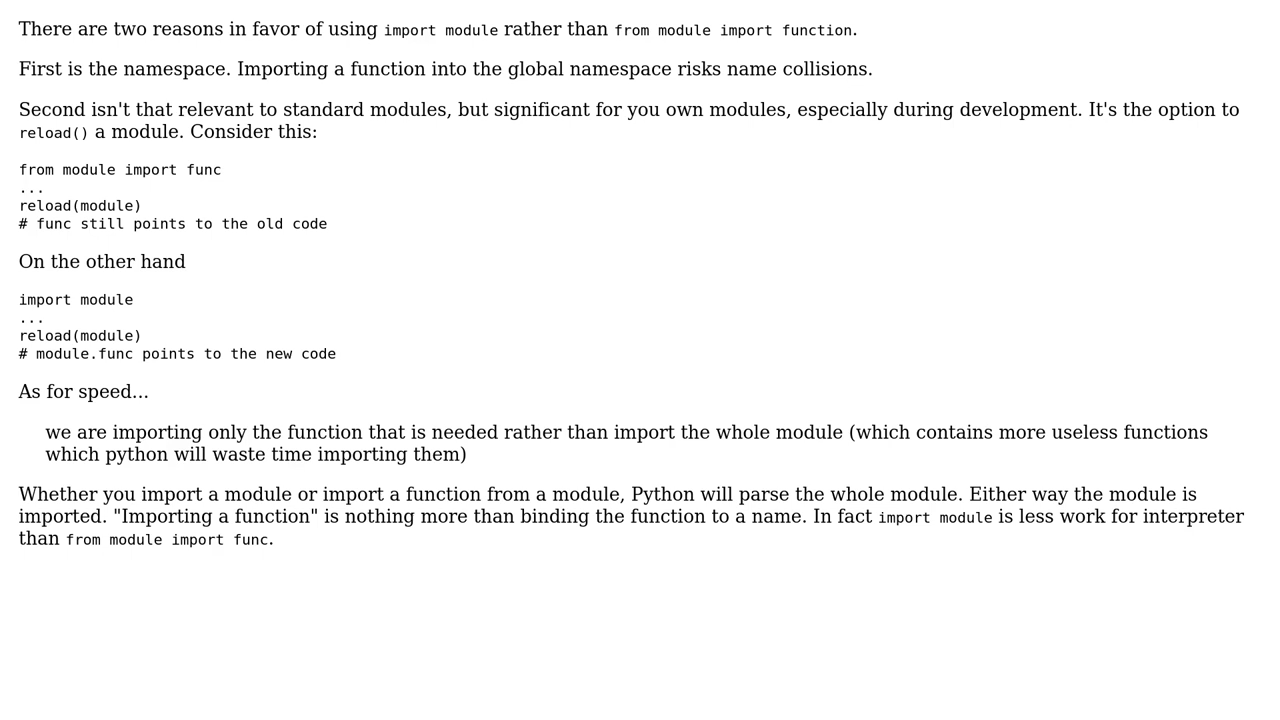 There are two reasons in favor of using import module rather than from module import function.
First is the namespace. Importing a function into the global namespace risks name collisions.
Second isn't that relevant to standard modules, but significant for you own modules, especially during development. It's the option to
reload() a module. Consider this:
from module import func
...
reload(module)
# func still points to the old code
On the other hand
import module
...
reload(module)
# module.func points to the new code
As for speed...
we are importing only the function that is needed rather than import the whole module (which contains more useless functions
which python will waste time importing them)
Whether you import a module or import a function from a module, Python will parse the whole module. Either way the module is
imported. "Importing a function" is nothing more than binding the function to a name. In fact import module is less work for interpreter
than from module import func.